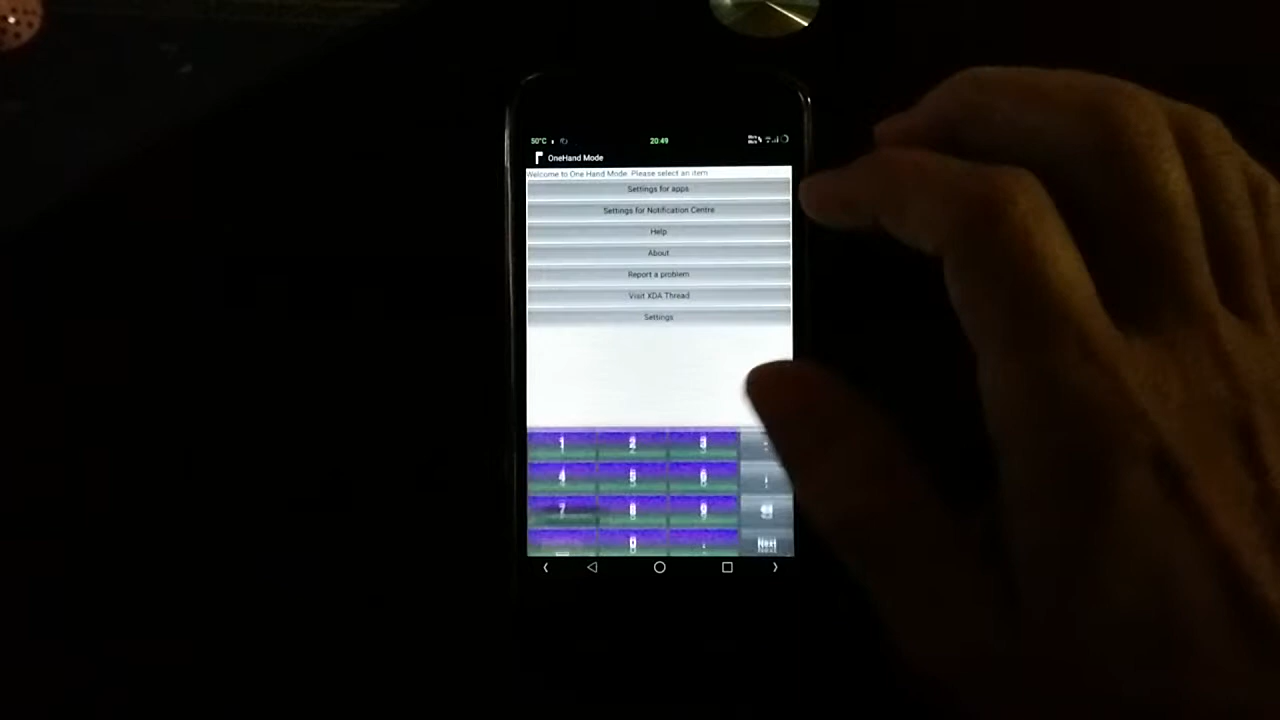 50°C 20:49
OneHand Mode
Welcome to One Hand Mode. Please select an item
Settings for apps
Settings for Notification Centre
Help
About
Report a problem
Visit XDA Thread
Settings
1 2 3
4 5 6
7 8 9
0 . Next